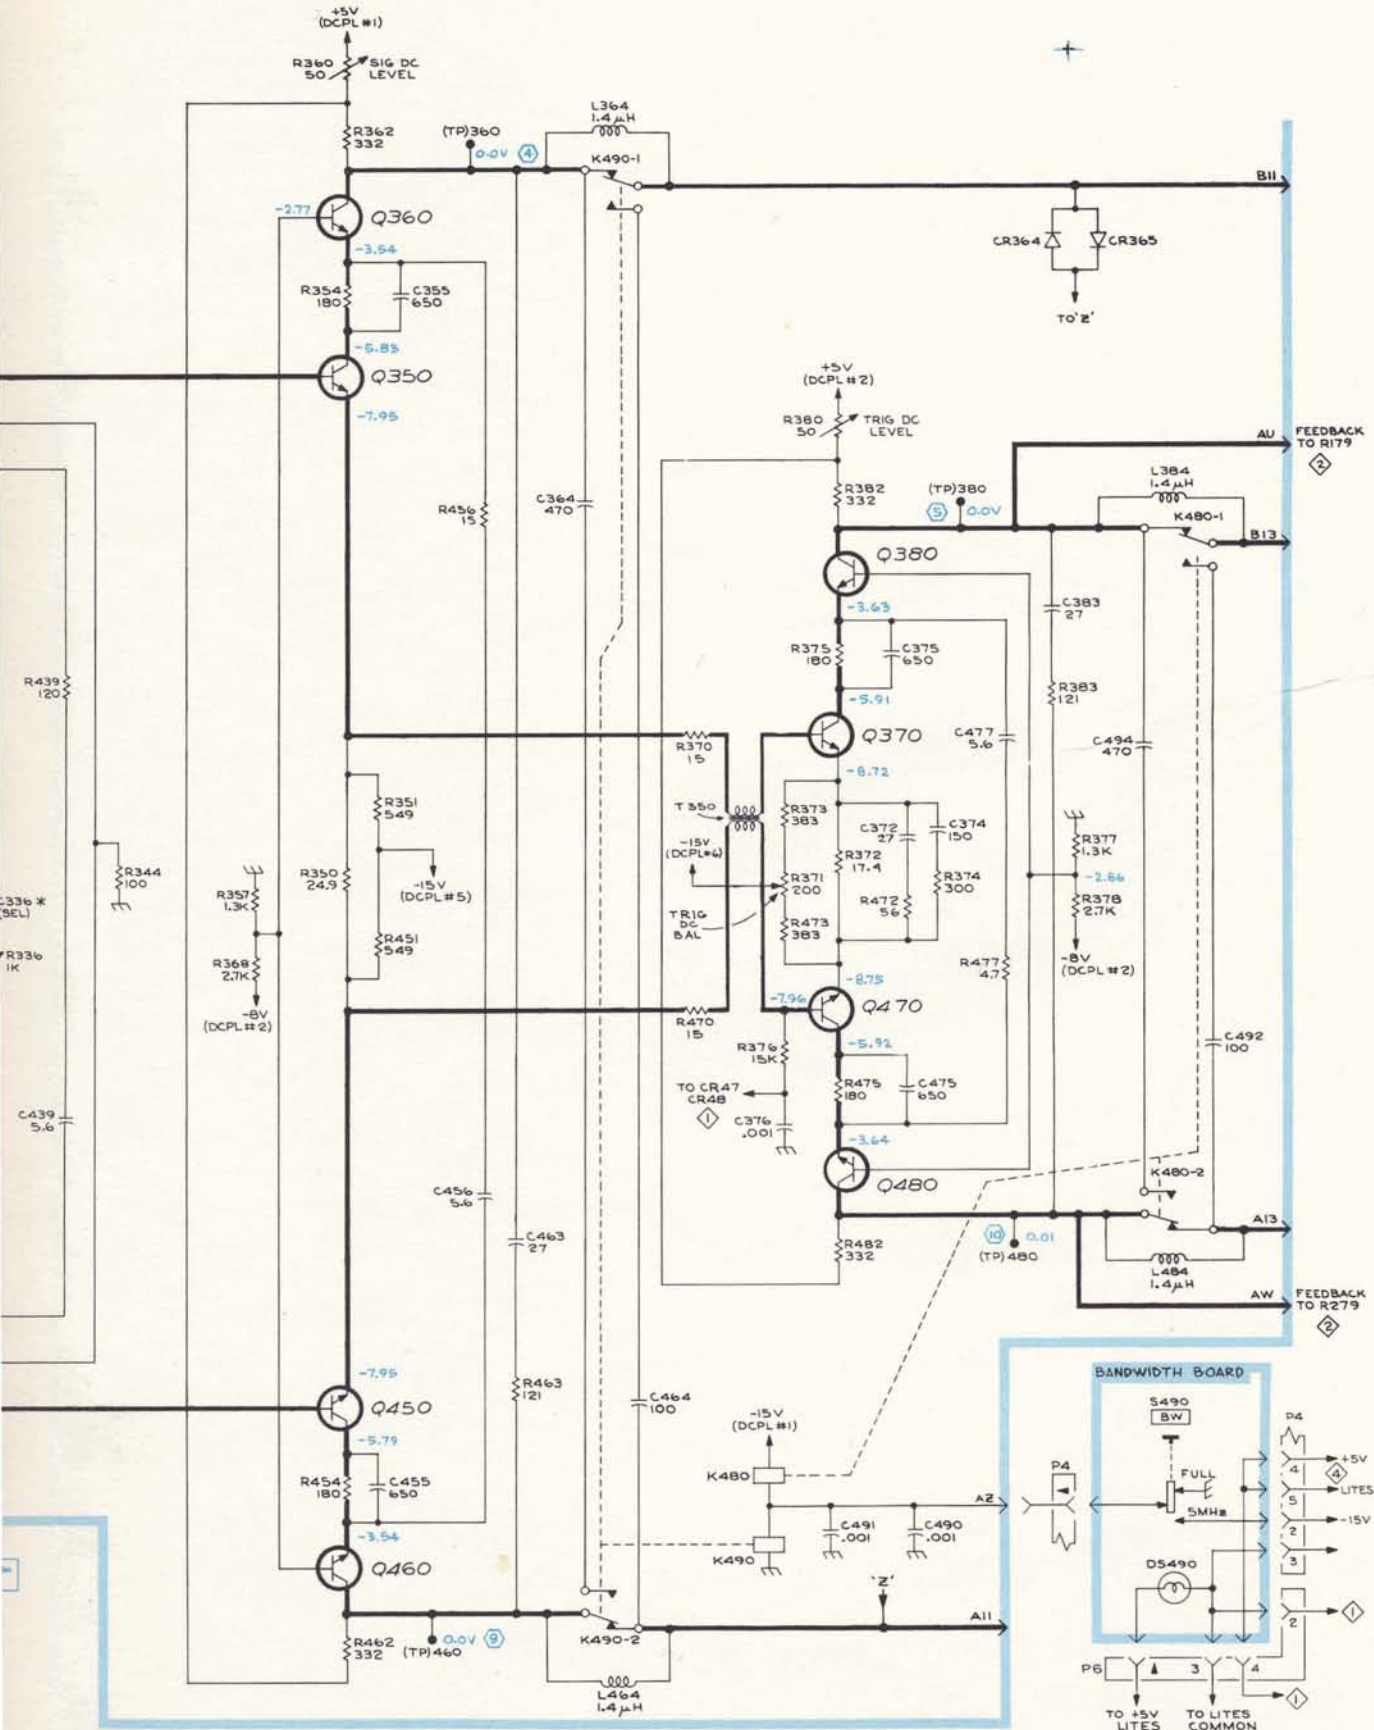 +5V
(DCPL #1)
R360
50
SIG DC
LEVEL
R362
332
(TP)360
0.0V
4
L364
1.4µH
K490-1
B11
-2.77
Q360
-3.54
R354
180
C355
650
-5.83
Q350
-7.95
CR364
CR365
TO 'Z'
+5V
(DCPL #2)
R380
50
TRIG DC
LEVEL
AU
FEEDBACK
TO R179
2
R382
332
(TP)380
5
0.0V
L384
1.4µH
K480-1
B13
R456
15
C364
470
Q380
-3.63
C383
27
R375
180
C375
650
-5.91
R383
121
R439
120
Q370
-8.72
C477
5.6
C494
470
R370
15
R351
549
T350
R373
383
C372
27
C374
150
-15V
(DCPL #6)
R372
17.4
R377
1.3K
R344
100
R350
24.9
-15V
(DCPL #5)
R371
200
R374
300
-2.86
C336 *
(SEL)
R357
1.3K
R472
56
R378
2.7K
TRIG
DC
BAL
R473
383
R336
1K
R451
549
R368
2.7K
R477
4.7
-8V
(DCPL #2)
-8V
(DCPL #2)
-7.96
-8.75
Q470
R470
15
-5.92
R376
15K
C492
100
TO CR47
CR48
1
R475
180
C475
650
C439
5.6
C376
.001
-3.64
Q480
K480-2
C456
5.6
C463
27
R482
332
10
0.01
(TP)480
A13
L484
1.4µH
AW
FEEDBACK
TO R279
2
-7.95
Q450
R463
121
C464
100
-5.79
R454
180
C455
650
-3.54
Q460
-15V
(DCPL #1)
K480
A2
C491
.001
C490
.001
K490
'Z'
A11
R462
332
0.0V
9
(TP)460
K490-2
L464
1.4µH
BANDWIDTH BOARD
S490
BW
P4
P4
FULL
5MHz
4
+5V
4
5
LITES
2
-15V
3
DS490
2
1
P6
3
4
1
TO +5V
LITES
TO LITES
COMMON